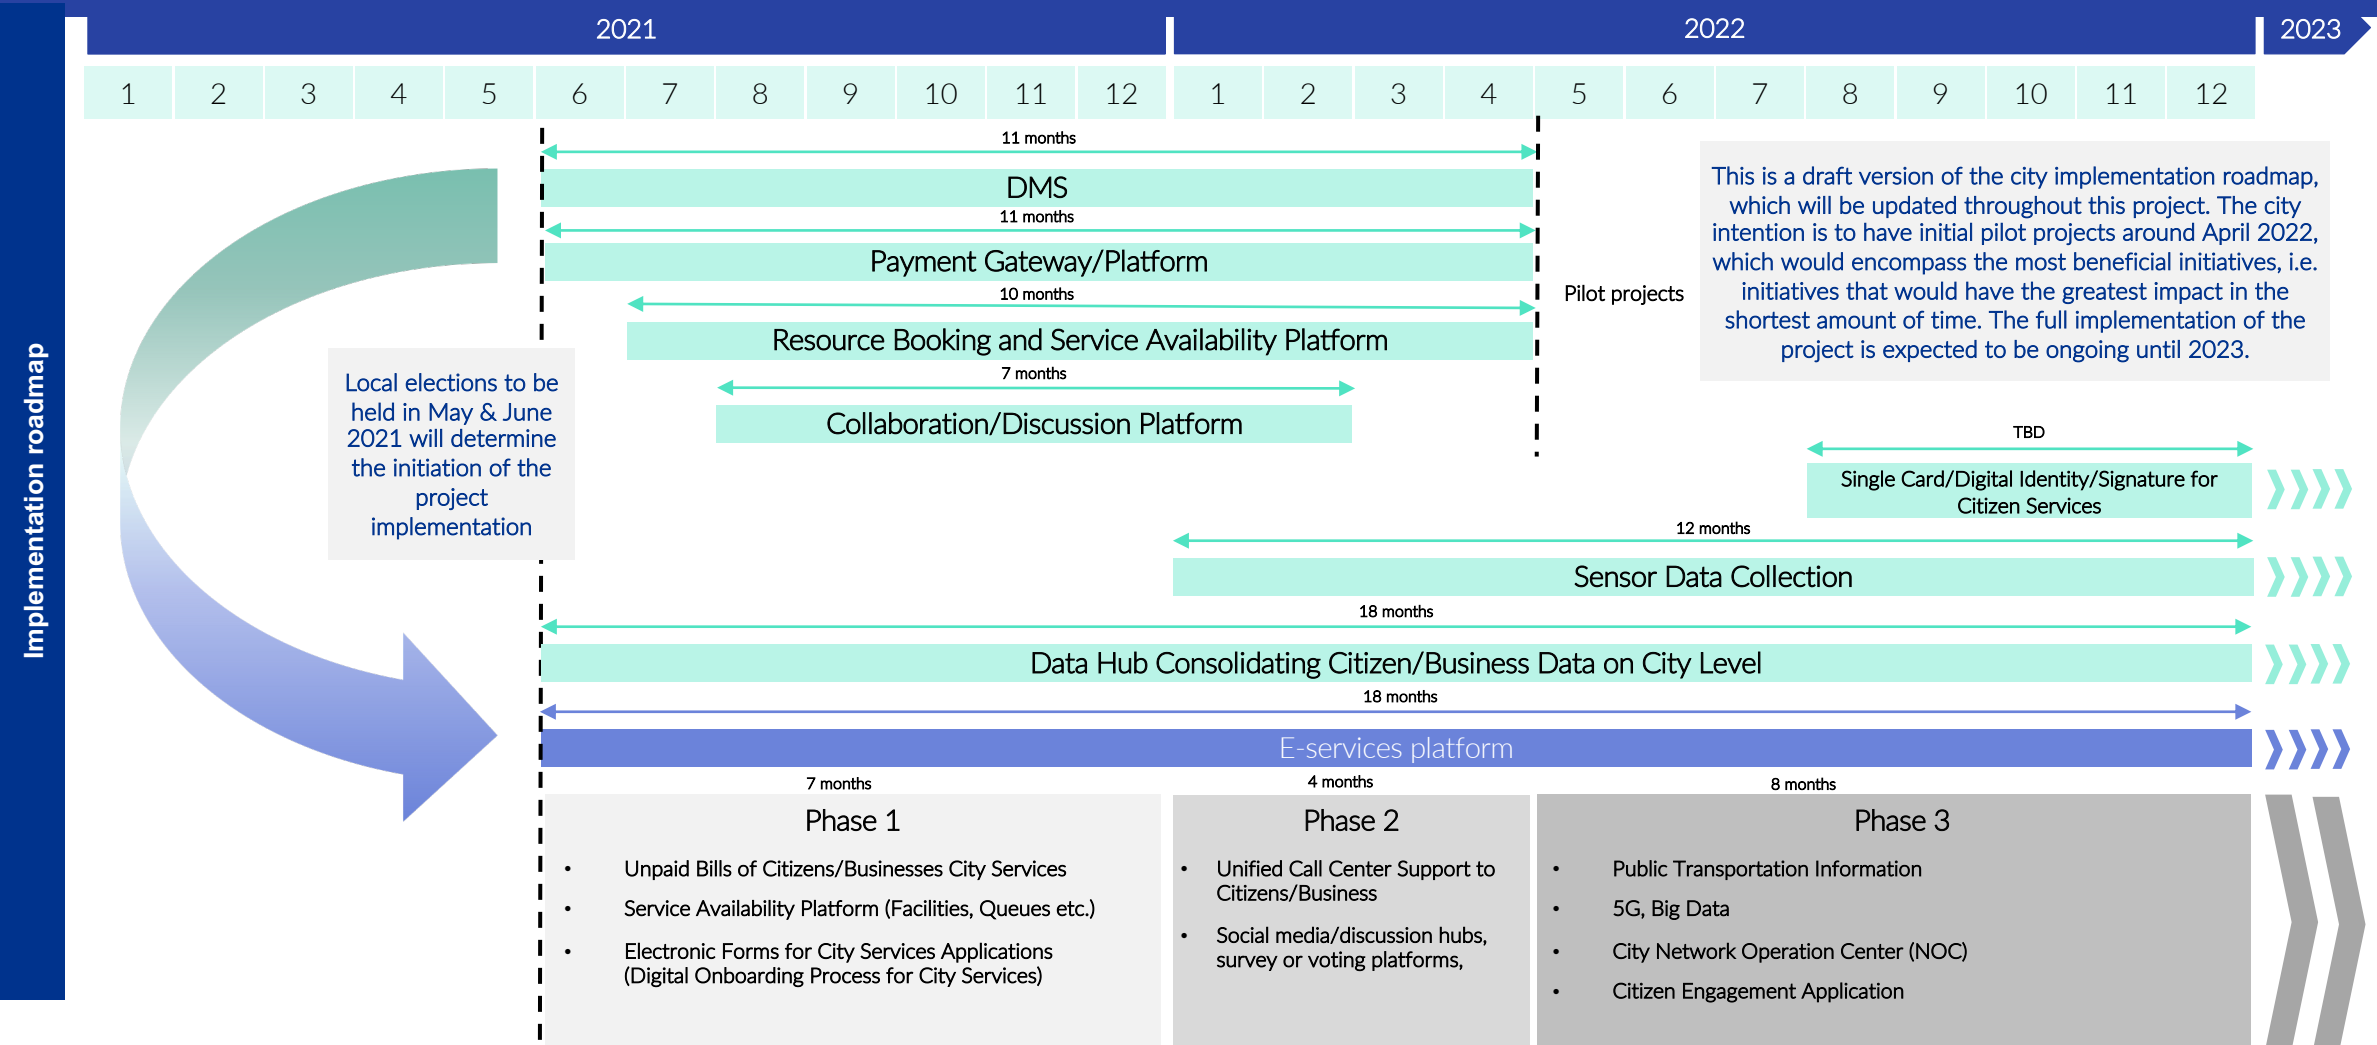 Implementation roadmap
2021
2022
2023
1 2 3 4 5 6 7 8 9 10 11 12 1 2 3 4 5 6 7 8 9 10 11 12
11 months
DMS
11 months
Payment Gateway/Platform
10 months
Resource Booking and Service Availability Platform
7 months
Collaboration/Discussion Platform
Pilot projects
This is a draft version of the city implementation roadmap,
which will be updated throughout this project. The city
intention is to have initial pilot projects around April 2022,
which would encompass the most beneficial initiatives, i.e.
initiatives that would have the greatest impact in the
shortest amount of time. The full implementation of the
project is expected to be ongoing until 2023.
Local elections to be
held in May & June
2021 will determine
the initiation of the
project
implementation
TBD
Single Card/Digital Identity/Signature for
Citizen Services
12 months
Sensor Data Collection
18 months
Data Hub Consolidating Citizen/Business Data on City Level
18 months
E-services platform
7 months
Phase 1
• Unpaid Bills of Citizens/Businesses City Services
• Service Availability Platform (Facilities, Queues etc.)
• Electronic Forms for City Services Applications
(Digital Onboarding Process for City Services)
4 months
Phase 2
• Unified Call Center Support to
Citizens/Business
• Social media/discussion hubs,
survey or voting platforms,
8 months
Phase 3
• Public Transportation Information
• 5G, Big Data
• City Network Operation Center (NOC)
• Citizen Engagement Application